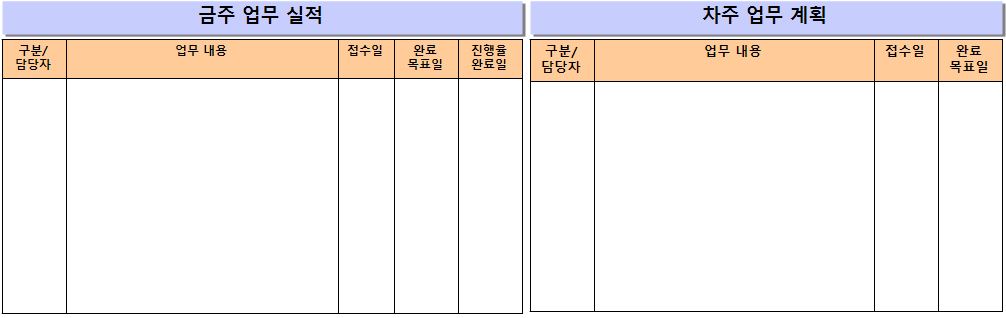 금주 업무 실적
구분/
담당자
업무 내용
접수일
완료
목표일
진행율
완료일
차주 업무 계획
구분/
담당자
업무 내용
접수일
완료
목표일